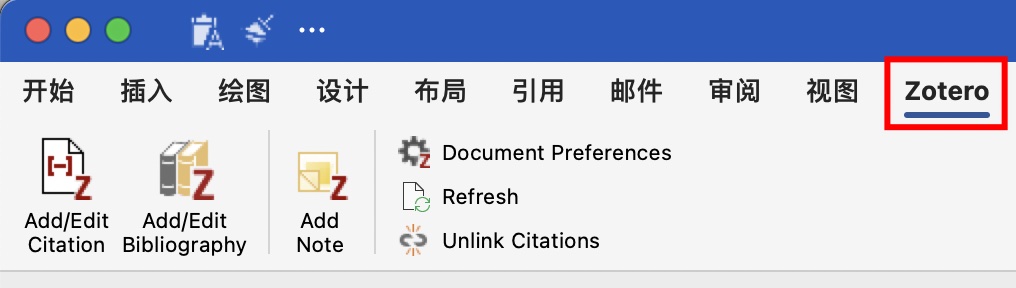 开始 插入 绘图 设计 布局 引用 邮件 审阅 视图 Zotero
Add/Edit Citation
Add/Edit Bibliography
Add Note
Document Preferences
Refresh
Unlink Citations